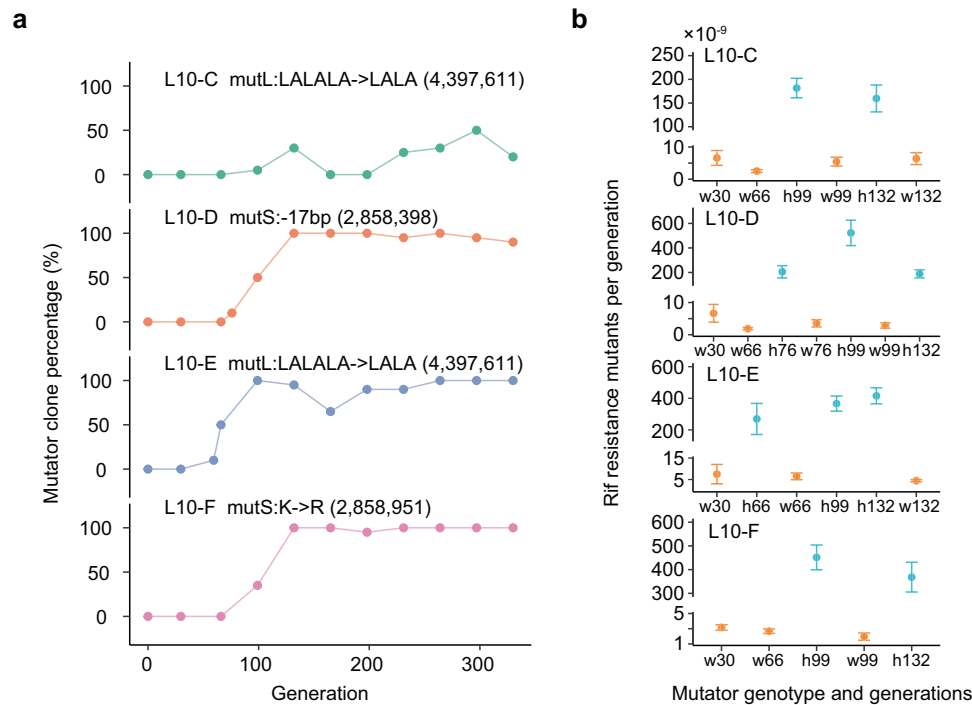 a
L10-C mutL:LALALA->LALA (4,397,611)
100
50
0
L10-D mutS:-17bp (2,858,398)
100
50
0
L10-E mutL:LALALA->LALA (4,397,611)
100
50
0
L10-F mutS:K->R (2,858,951)
100
50
0
0 100 200 300
Generation
Mutator clone percentage (%)
b
×10⁻⁹
L10-C
250
200
150
100
10
0
w30 w66 h99 w99 h132 w132
L10-D
600
400
200
10
0
w30 w66 h76 w76 h99 w99 h132
L10-E
600
400
200
15
5
w30 h66 w66 h99 h132 w132
L10-F
600
500
400
300
5
1
w30 w66 h99 w99 h132
Mutator genotype and generations
Rif resistance mutants per generation